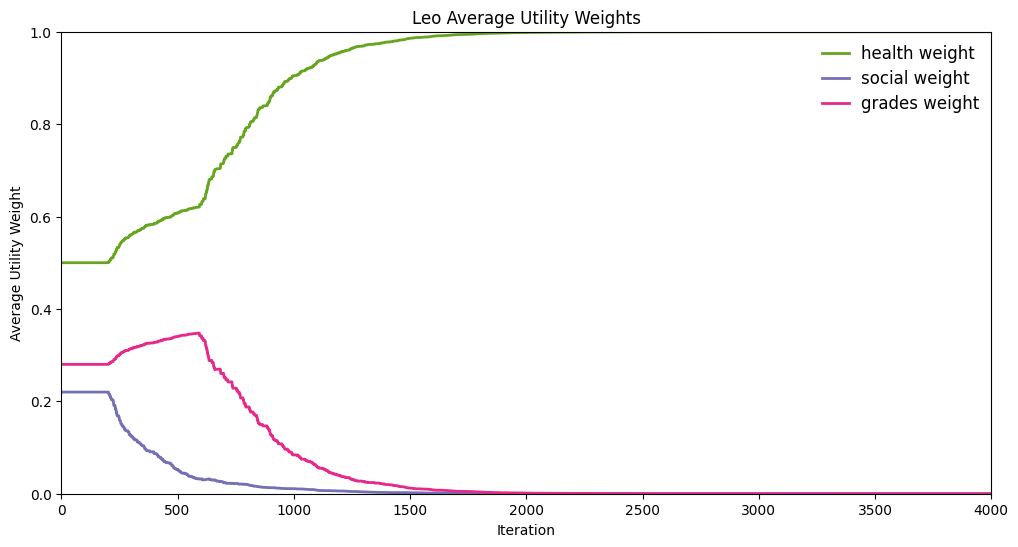 Leo Average Utility Weights
1.0
0.8
0.6
0.4
0.2
0.0
Average Utility Weight
health weight
social weight
grades weight
0 500 1000 1500 2000 2500 3000 3500 4000
Iteration